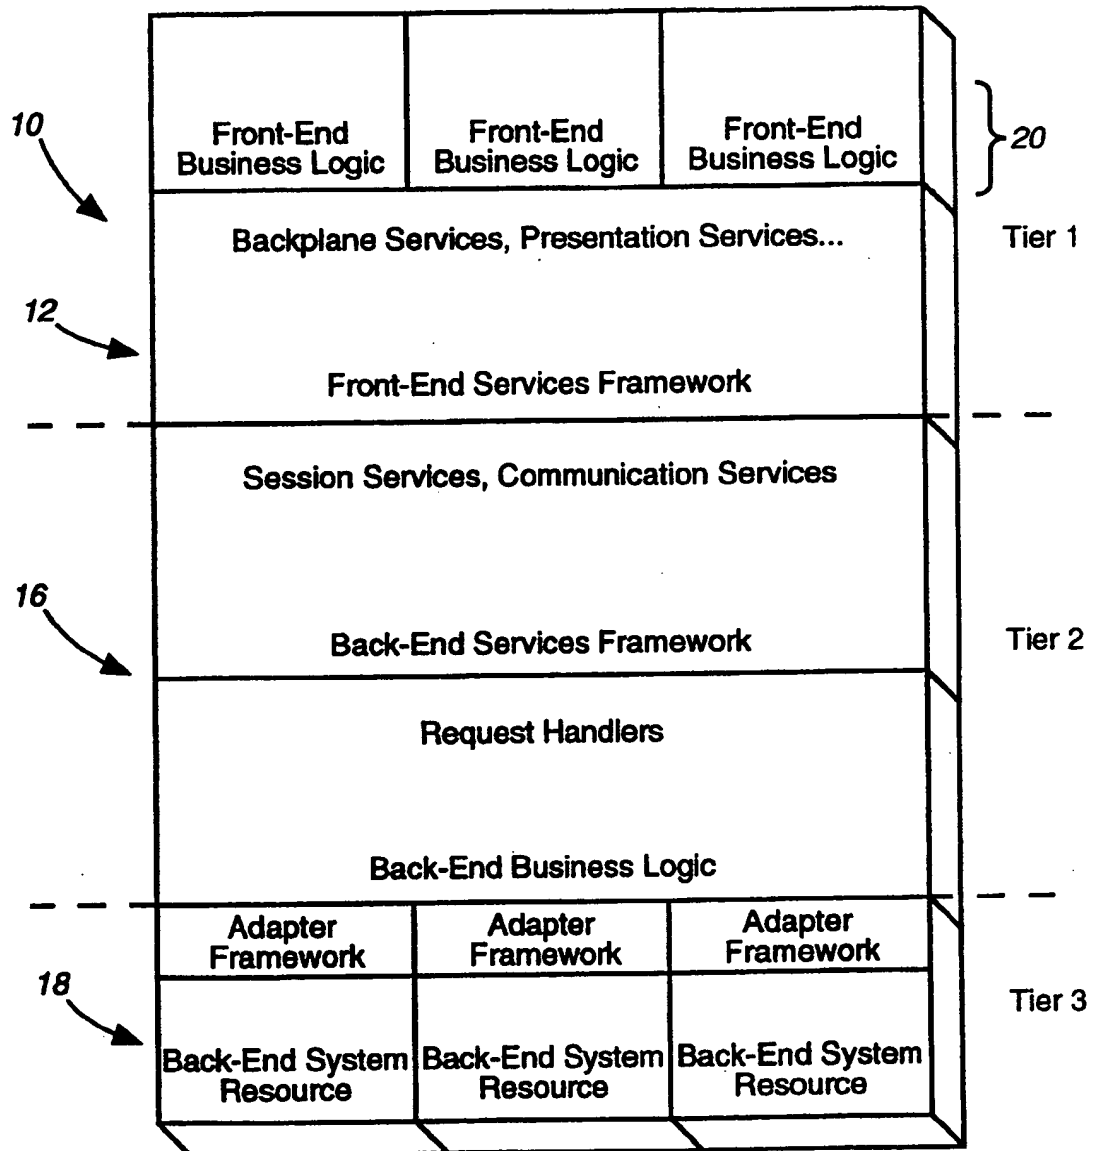 10
Front-End
Business Logic
Front-End
Business Logic
Front-End
Business Logic
20
Backplane Services, Presentation Services...
Tier 1
12
Front-End Services Framework
Session Services, Communication Services
16
Back-End Services Framework
Tier 2
Request Handlers
Back-End Business Logic
Adapter
Framework
Adapter
Framework
Adapter
Framework
18
Tier 3
Back-End System
Resource
Back-End System
Resource
Back-End System
Resource